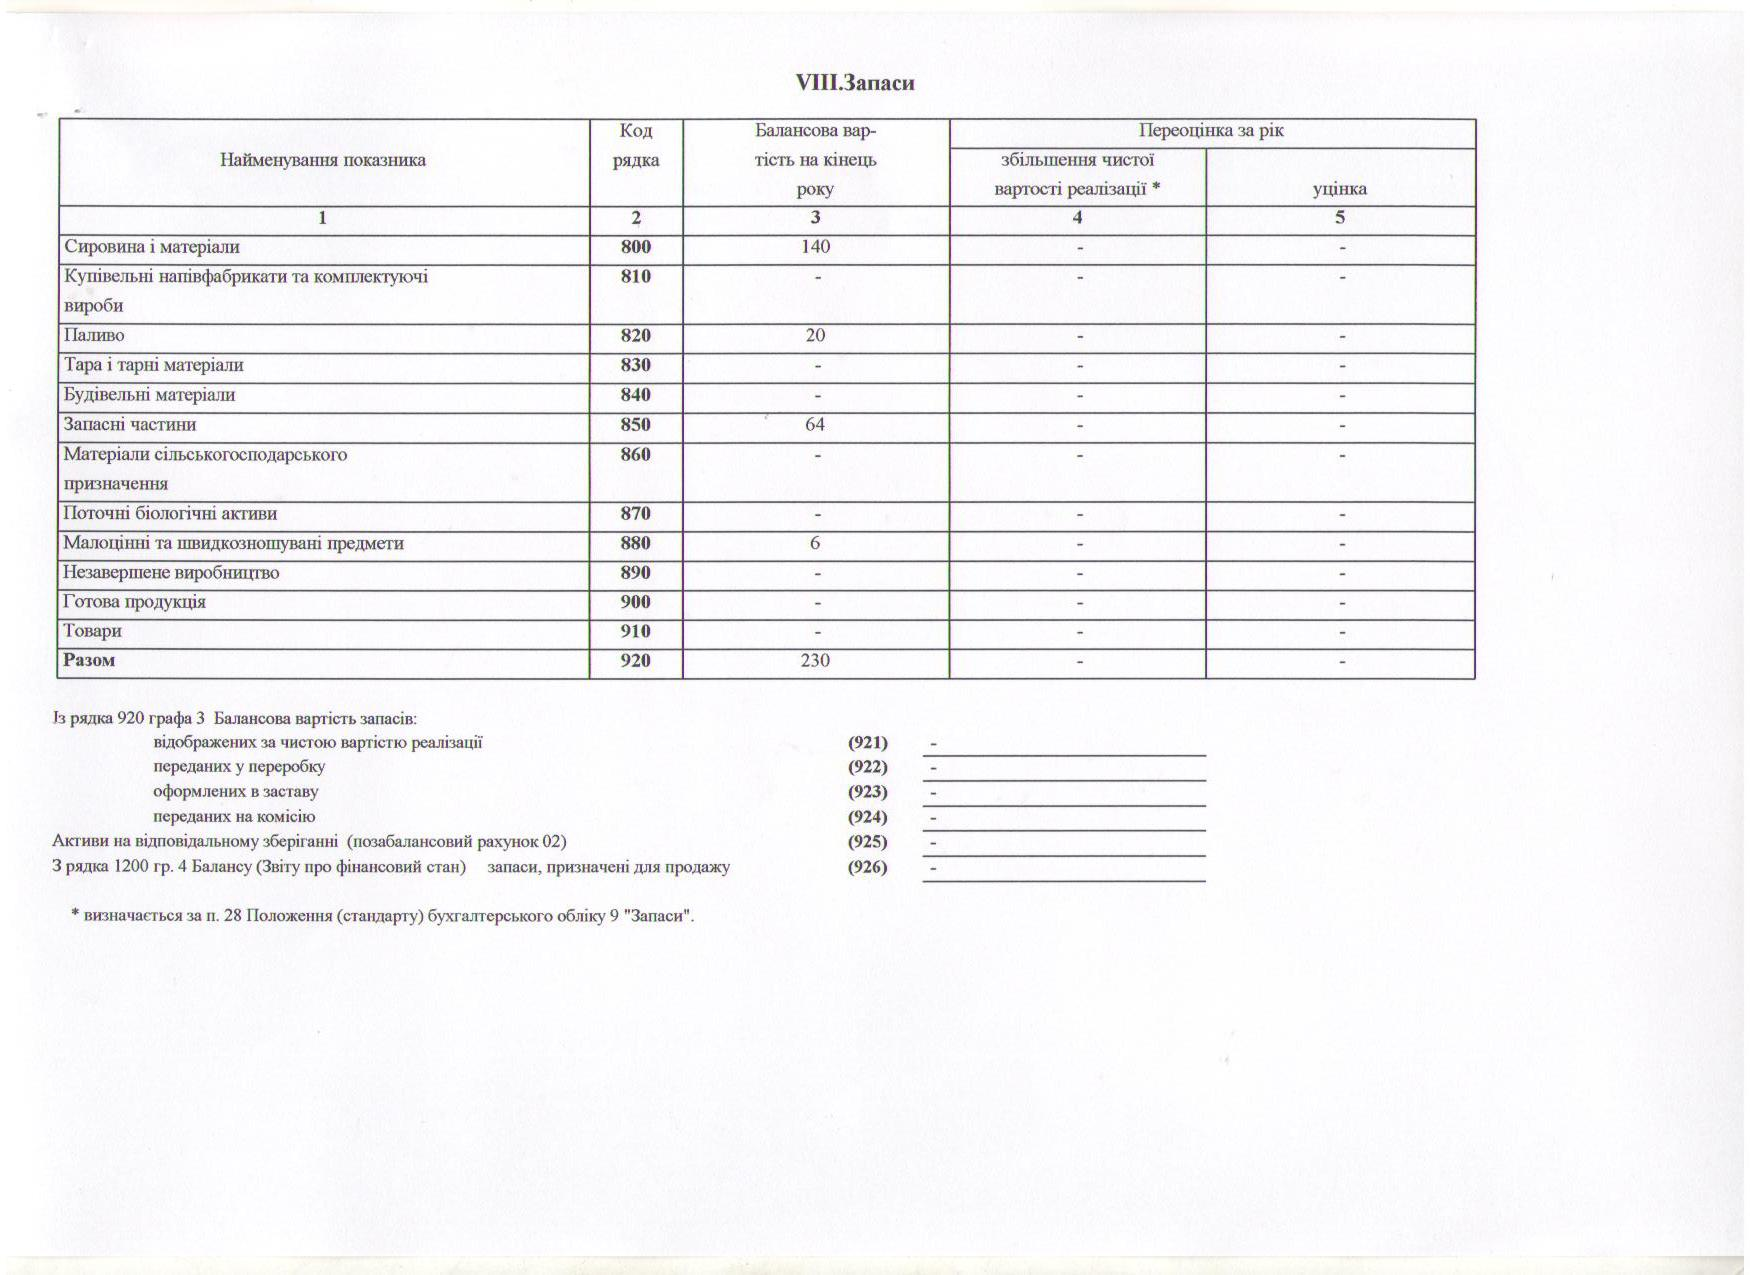 VIII.Запаси
Найменування показника
Код
рядка
Балансова вар-
тість на кінець
року
Переоцінка за рік
збільшення чистої
вартості реалізації *
уцінка
1 2 3 4 5
Сировина і матеріали 800 140 - -
Купівельні напівфабрикати та комплектуючі 810 - - -
вироби
Паливо 820 20 - -
Тара і тарні матеріали 830 - - -
Будівельні матеріали 840 - - -
Запасні частини 850 64 - -
Матеріали сільськогосподарського 860 - - -
призначення
Поточні біологічні активи 870 - - -
Малоцінні та швидкозношувані предмети 880 6 - -
Незавершене виробництво 890 - - -
Готова продукція 900 - - -
Товари 910 - - -
Разом 920 230 - -
Із рядка 920 графа 3 Балансова вартість запасів:
відображених за чистою вартістю реалізації (921) -
переданих у переробку (922) -
оформлених в заставу (923) -
переданих на комісію (924) -
Активи на відповідальному зберіганні (позабалансовий рахунок 02) (925) -
З рядка 1200 гр. 4 Балансу (Звіту про фінансовий стан) запаси, призначені для продажу (926) -
* визначається за п. 28 Положення (стандарту) бухгалтерського обліку 9 "Запаси".